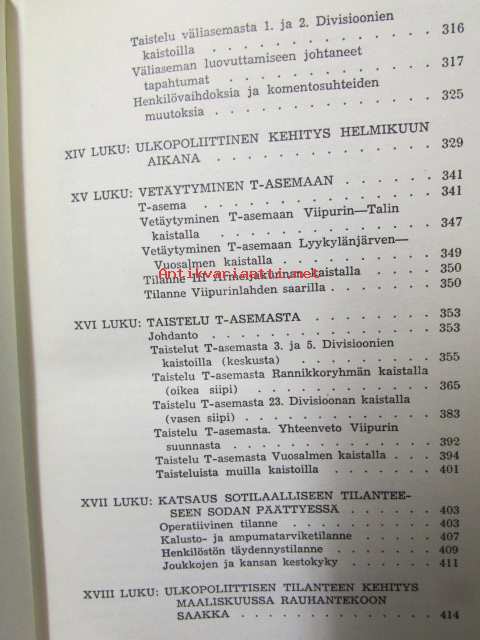 Taistelu väliasemasta 1. ja 2. Divisioonien
kaistoilla . . . . . . . . . . . . 316
Väliaseman luovuttamiseen johtaneet
tapahtumat . . . . . . . . . . . 317
Henkilövaihdoksia ja komentosuhteiden
muutoksia . . . . . . . . . . . 325
XIV LUKU: ULKOPOLIITTINEN KEHITYS HELMIKUUN
AIKANA . . . . . . . . . . . . 329
XV LUKU: VETÄYTYMINEN T-ASEMAAN . . . . . . 341
T-asema . . . . . . . . . . . . 341
Vetäytyminen T-asemaan Viipurin—Talin
kaistalla . . . . . . . . . . . . 347
Vetäytyminen T-asemaan Lyykylänjärven—
Vuosalmen kaistalla . . . . . . . . 349
Tilanne III Armeijakunnan kaistalla . . . . 350
Tilanne Viipurinlahden saarilla . . . . . 350
Antikvariaatti.net
XVI LUKU: TAISTELU T-ASEMASTA . . . . . . . 353
Johdanto . . . . . . . . . . . . 353
Taistelut T-asemasta 3. ja 5. Divisioonien
kaistoilla (keskusta) . . . . . . . . 355
Taistelu T-asemasta Rannikkoryhmän kaistalla
(oikea siipi) . . . . . . . . . . 365
Taistelu T-asemasta 23. Divisioonan kaistalla
(vasen siipi) . . . . . . . . . . 383
Taistelu T-asemasta. Yhteenveto Viipurin
suunnasta . . . . . . . . . . . 392
Taistelu T-asemasta Vuosalmen kaistalla . . . 394
Taisteluista muilla kaistoilla . . . . . . 401
XVII LUKU: KATSAUS SOTILAALLISEEN TILANTEE-
SEEN SODAN PÄÄTTYESSÄ . . . . . . 403
Operatiivinen tilanne . . . . . . . . 403
Kalusto- ja ampumatarviketilanne . . . . . 407
Henkilöstön täydennystilanne . . . . . . 409
Joukkojen ja kansan kestokyky . . . . . . 411
XVIII LUKU: ULKOPOLIITTISEN TILANTEEN KEHITYS
MAALISKUUSSA RAUHANTEKOON
SAAKKA . . . . . . . . . . . . 414